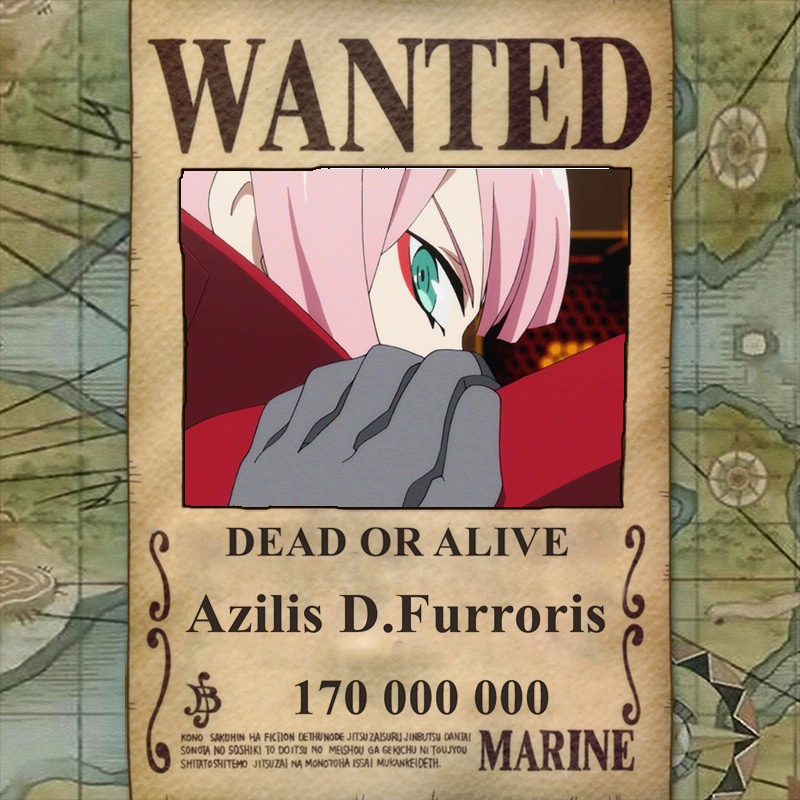 WANTED
DEAD OR ALIVE
Azilis D.Furroris
170 000 000
KONO SAKUHIN HA FICTION DETHUNODE JITSUZAISURU JINBUTSU DANTAI
SONOTA NO SOSHIKI TO DOITSU NO MEISHOU GA GEKICHU NI TOUJYOU
SHITATOSHITEMO JITSUZAI NA MONOTOHA ISSAI MUKANKEIDETH.
MARINE